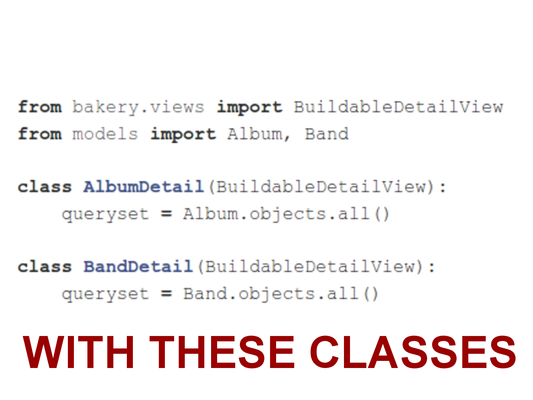 from bakery.views import BuildableDetailView
from models import Album, Band
class AlbumDetail(BuildableDetailView):
    queryset = Album.objects.all()
class BandDetail(BuildableDetailView):
    queryset = Band.objects.all()
WITH THESE CLASSES